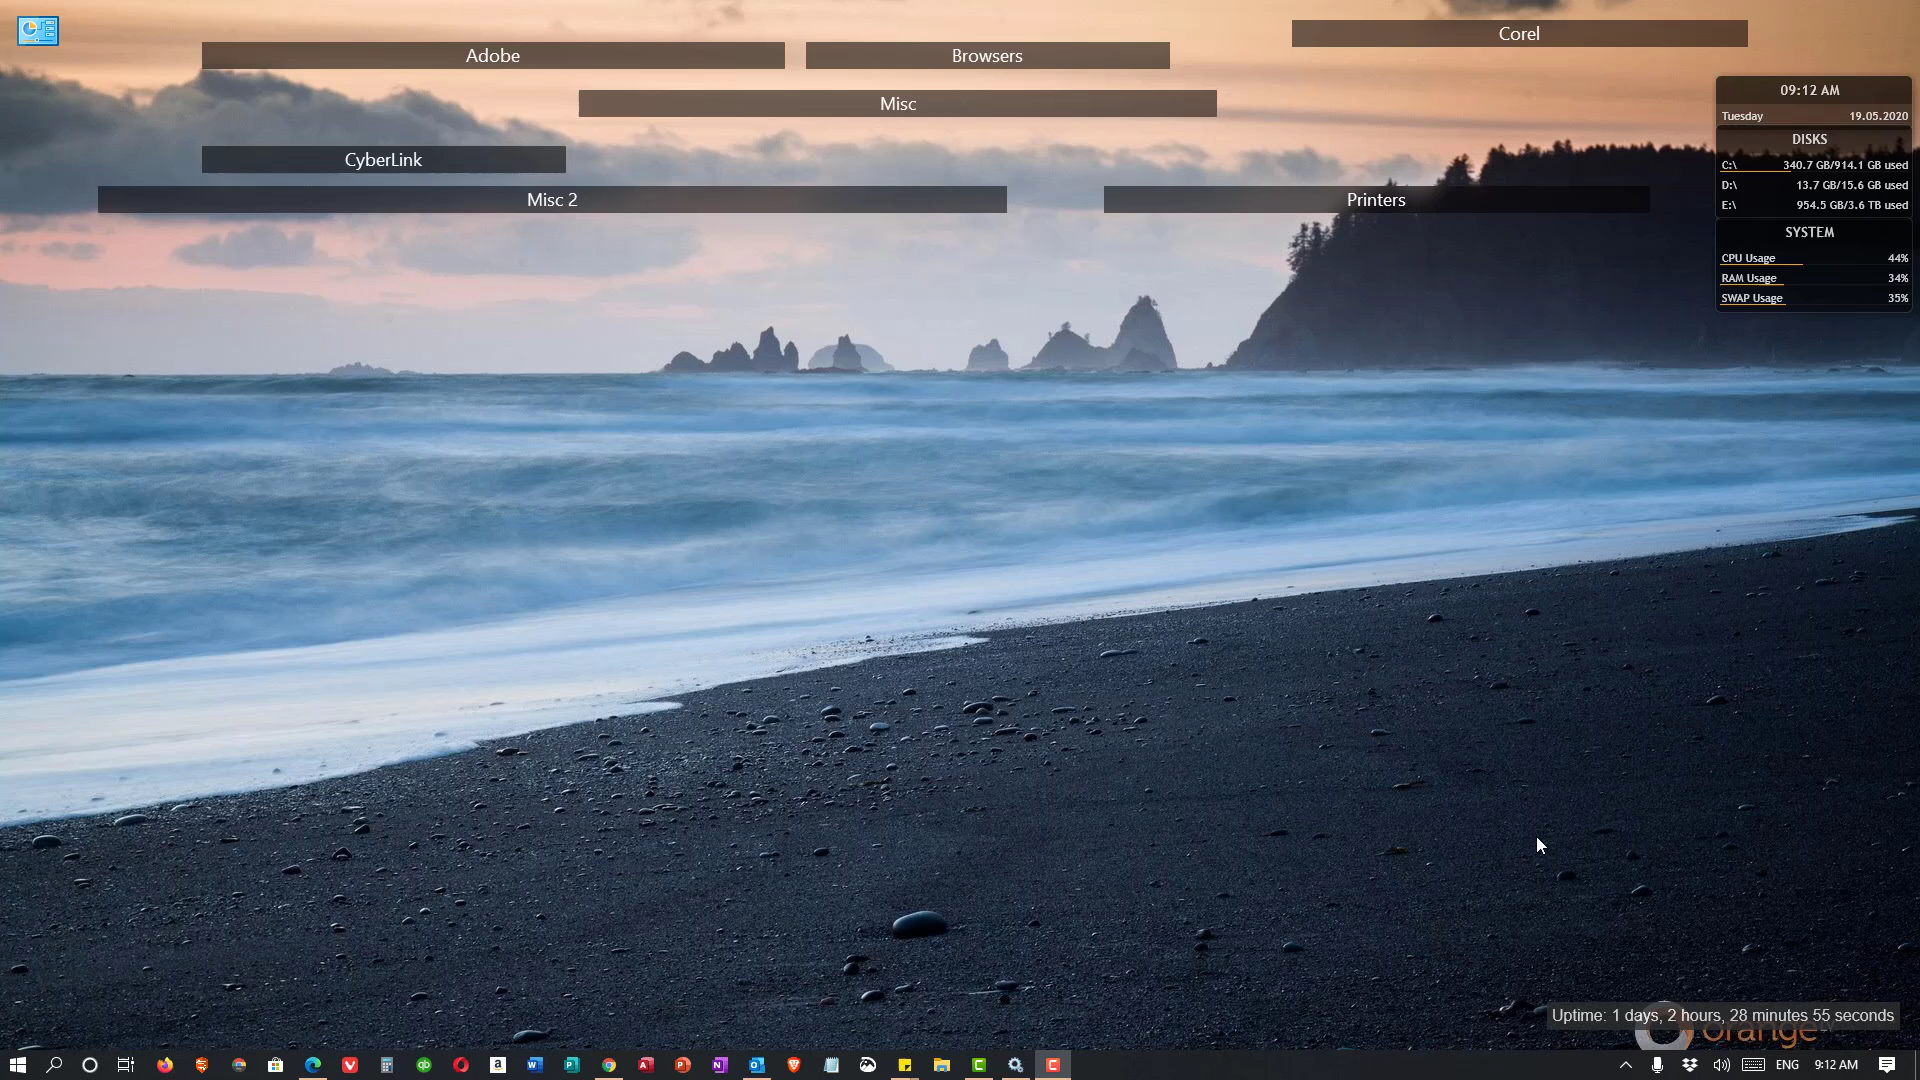 Corel
Adobe
Browsers
Misc
CyberLink
Misc 2
Printers
09:12 AM
Tuesday 19.05.2020
DISKS
C:\ 340.7 GB/914.1 GB used
D:\ 13.7 GB/15.6 GB used
E:\ 954.5 GB/3.6 TB used
SYSTEM
CPU Usage 44%
RAM Usage 34%
SWAP Usage 35%
Uptime: 1 days, 2 hours, 28 minutes 55 seconds
orange
ENG 9:12 AM